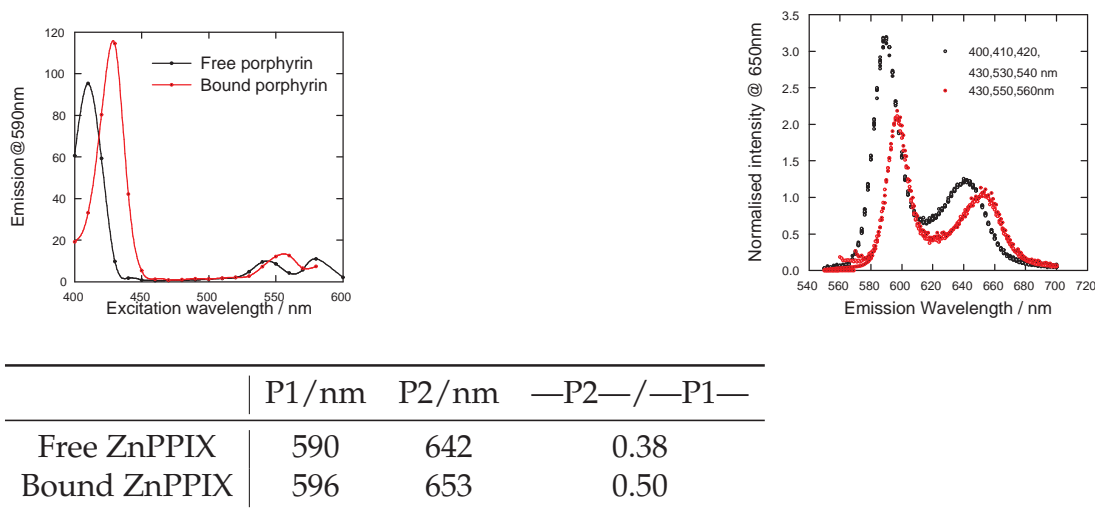 Emission@590nm
120
100
80
60
40
20
0
400
450
500
550
600
Excitation wavelength / nm
Free porphyrin
Bound porphyrin
Normalised intensity @ 650nm
3.5
3.0
2.5
2.0
1.5
1.0
0.5
0.0
540 560 580 600 620 640 660 680 700 720
Emission Wavelength / nm
400,410,420,
430,530,540 nm
430,550,560nm
P1/nm P2/nm —P2—/—P1—
Free ZnPPIX 590 642 0.38
Bound ZnPPIX 596 653 0.50